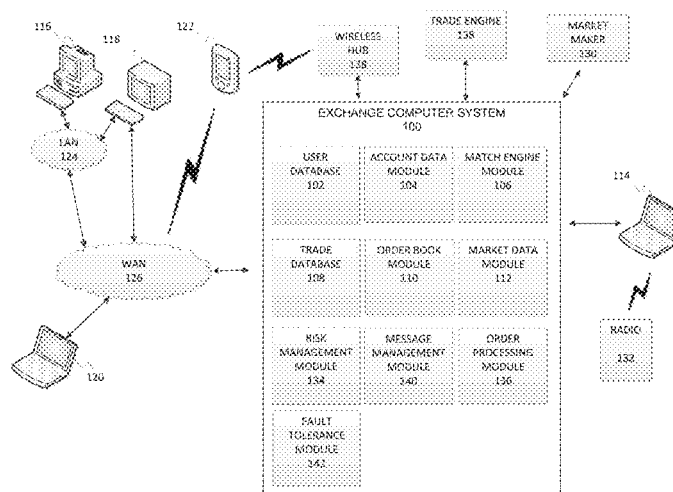 116
118
122
WIRELESS
HUB
138
TRADE ENGINE
138
MARKET
MAKER
130
EXCHANGE COMPUTER SYSTEM
100
LAN
124
USER
DATABASE
102
ACCOUNT DATA
MODULE
104
MATCH ENGINE
MODULE
106
114
WAN
126
TRADE
DATABASE
108
ORDER BOOK
MODULE
110
MARKET DATA
MODULE
112
120
RISK
MANAGEMENT
MODULE
134
MESSAGE
MANAGEMENT
MODULE
140
ORDER
PROCESSING
MODULE
136
RADIO
132
FAULT
TOLERANCE
MODULE
142